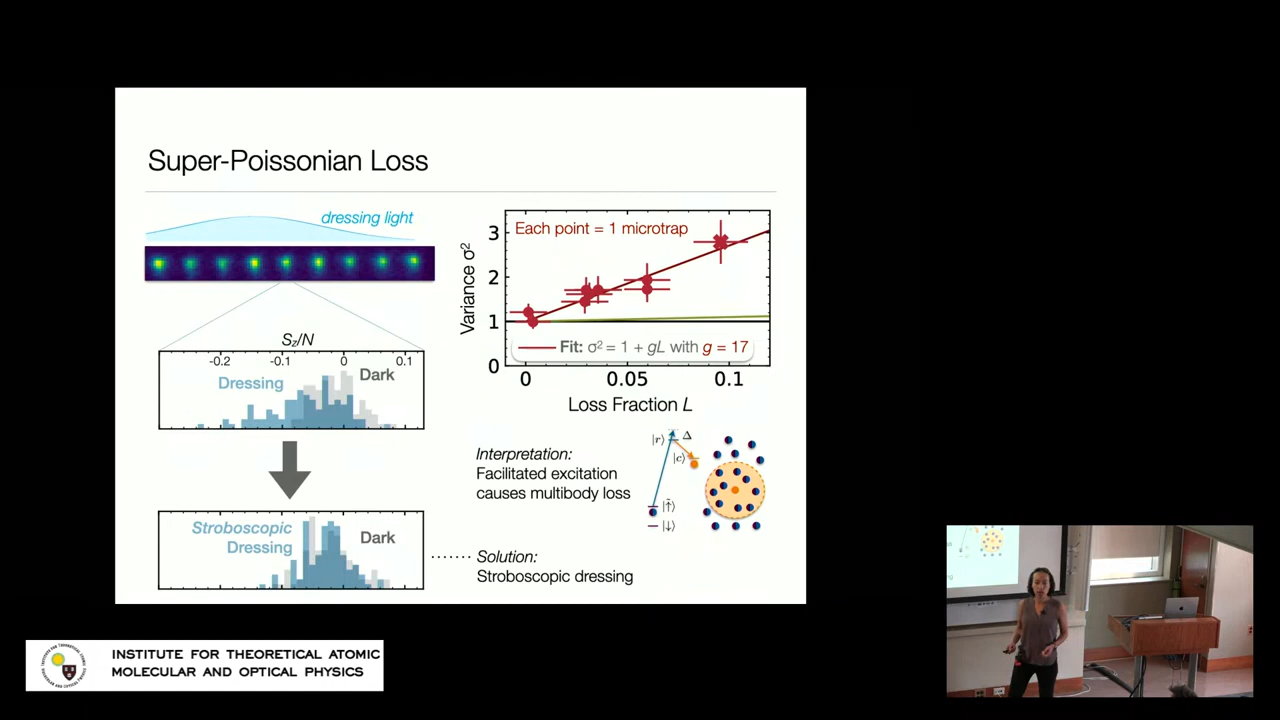 Super-Poissonian Loss
dressing light
S_z/N
-0.2 -0.1 0 0.1
Dressing
Dark
Stroboscopic
Dressing
Dark
Variance σ²
3
2
1
0
Each point = 1 microtrap
Fit: σ² = 1 + gL with g = 17
0 0.05 0.1
Loss Fraction L
Interpretation:
Facilitated excitation
causes multibody loss
|r⟩ Δ
|c⟩
|↑̃⟩
|↓⟩
Solution:
Stroboscopic dressing
INSTITUTE FOR THEORETICAL ATOMIC
MOLECULAR AND OPTICAL PHYSICS